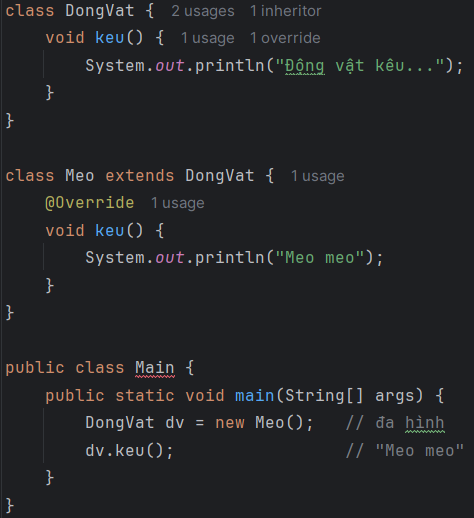 class DongVat {  2 usages  1 inheritor
    void keu() {  1 usage  1 override
        System.out.println("Động vật kêu...");
    }
}

class Meo extends DongVat {  1 usage
    @Override  1 usage
    void keu() {
        System.out.println("Meo meo");
    }
}

public class Main {
    public static void main(String[] args) {
        DongVat dv = new Meo();   // đa hình
        dv.keu();                 // "Meo meo"
    }
}